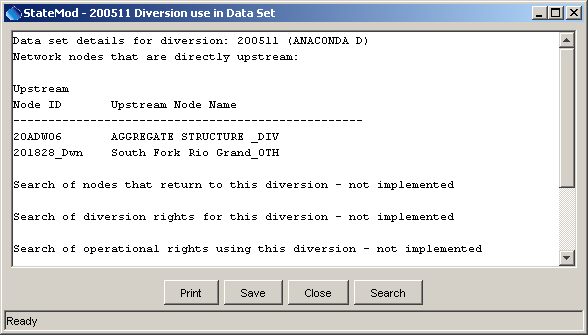 StateMod - 200511 Diversion use in Data Set
Data set details for diversion: 200511 (ANACONDA D)
Network nodes that are directly upstream:
Upstream
Node ID Upstream Node Name
--------------------------------------------------
20ADW06 AGGREGATE STRUCTURE _DIV
201828_Dwn South Fork Rio Grand_OTH
Search of nodes that return to this diversion - not implemented
Search of diversion rights for this diversion - not implemented
Search of operational rights using this diversion - not implemented
Print Save Close Search
Ready